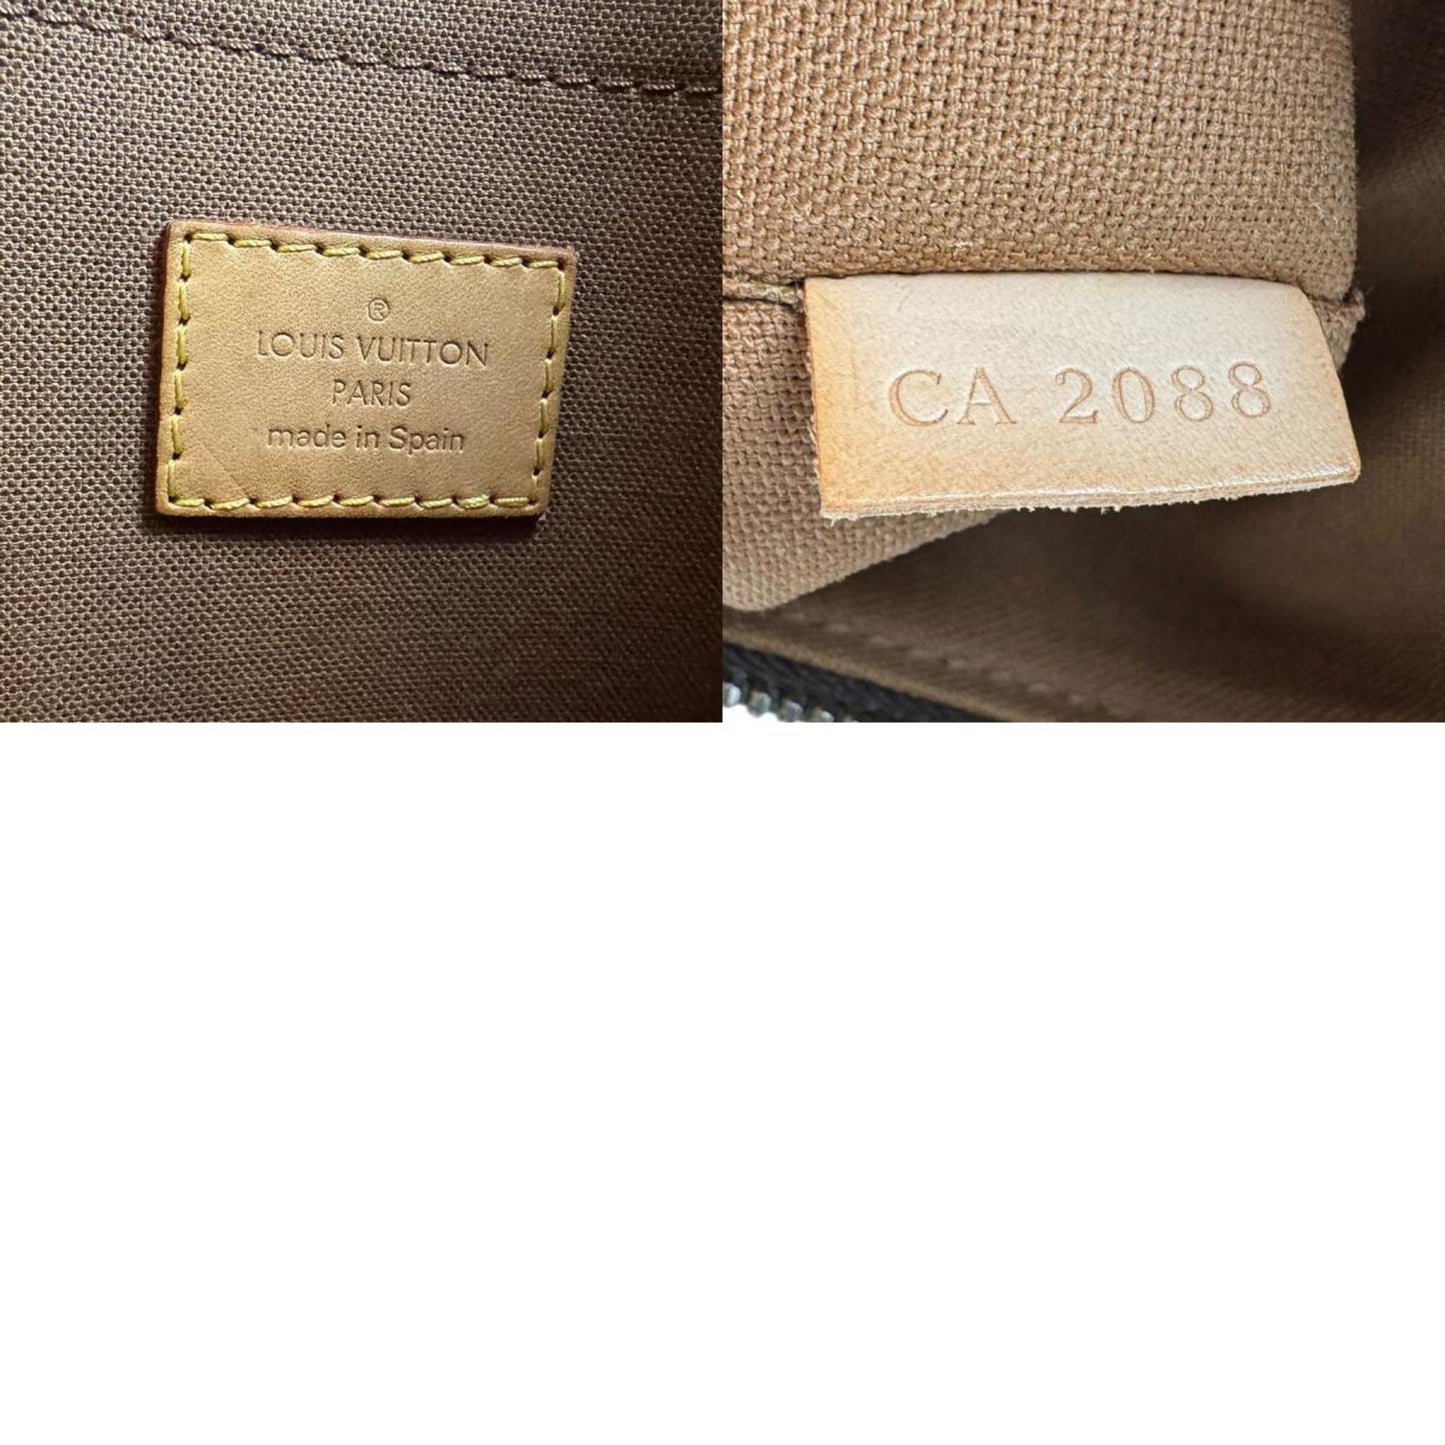 ®
LOUIS VUITTON
PARIS
made in Spain
CA 2088